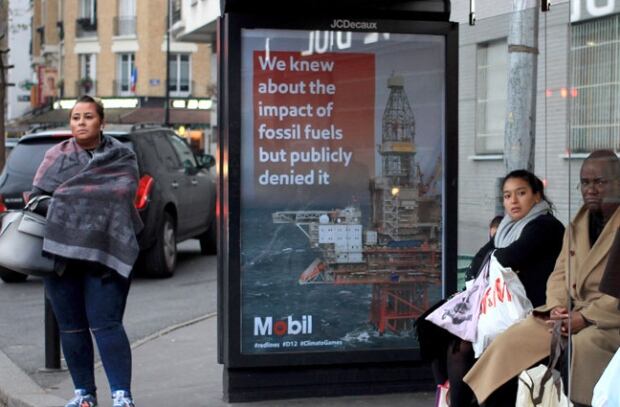 JCDecaux
We knew
about the
impact of
fossil fuels
but publicly
denied it
Mobil
#redlines #D12 #ClimateGames